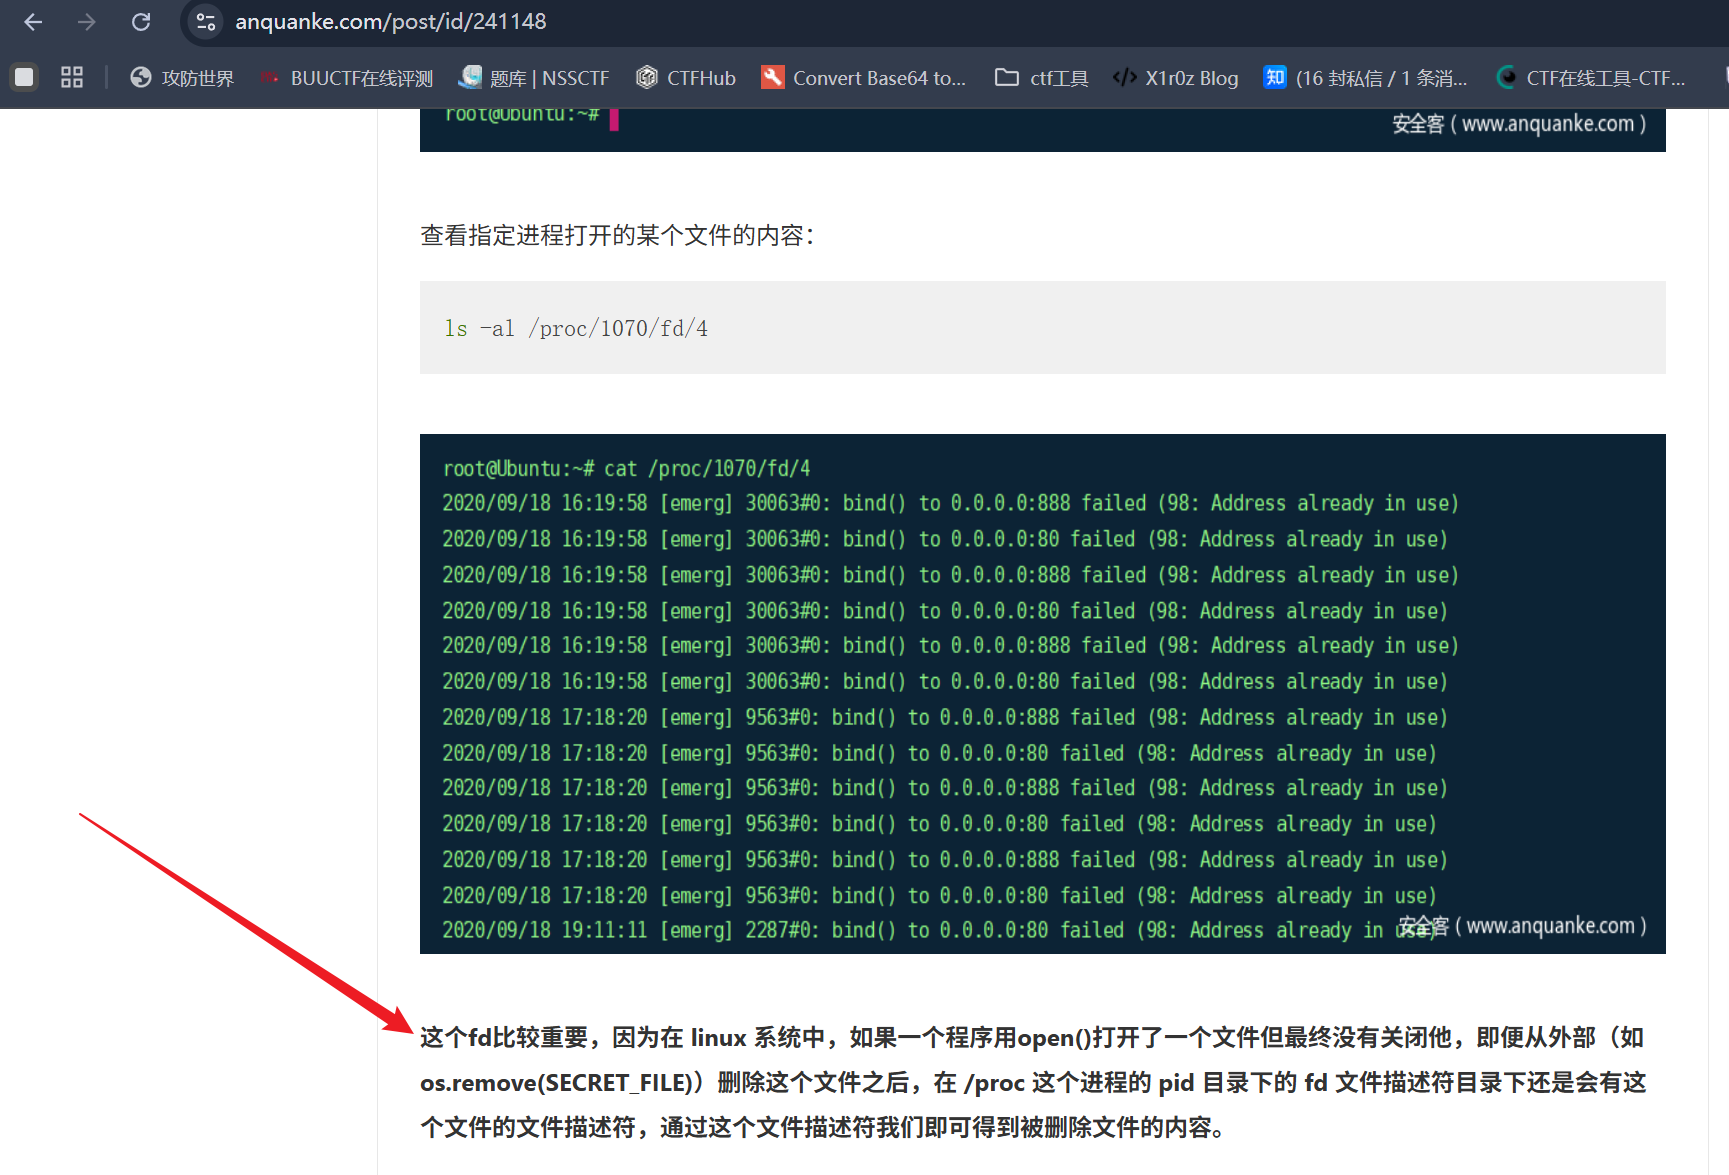 anquanke.com/post/id/241148
攻防世界 BUUCTF在线评测 题库 | NSSCTF CTFHub Convert Base64 to... ctf工具 X1r0z Blog (16 封私信 / 1 条消... CTF在线工具-CTF...
root@Ubuntu:~#
安全客 ( www.anquanke.com )
查看指定进程打开的某个文件的内容：
ls -al /proc/1070/fd/4
root@Ubuntu:~# cat /proc/1070/fd/4
2020/09/18 16:19:58 [emerg] 30063#0: bind() to 0.0.0.0:888 failed (98: Address already in use)
2020/09/18 16:19:58 [emerg] 30063#0: bind() to 0.0.0.0:80 failed (98: Address already in use)
2020/09/18 16:19:58 [emerg] 30063#0: bind() to 0.0.0.0:888 failed (98: Address already in use)
2020/09/18 16:19:58 [emerg] 30063#0: bind() to 0.0.0.0:80 failed (98: Address already in use)
2020/09/18 16:19:58 [emerg] 30063#0: bind() to 0.0.0.0:888 failed (98: Address already in use)
2020/09/18 16:19:58 [emerg] 30063#0: bind() to 0.0.0.0:80 failed (98: Address already in use)
2020/09/18 17:18:20 [emerg] 9563#0: bind() to 0.0.0.0:888 failed (98: Address already in use)
2020/09/18 17:18:20 [emerg] 9563#0: bind() to 0.0.0.0:80 failed (98: Address already in use)
2020/09/18 17:18:20 [emerg] 9563#0: bind() to 0.0.0.0:888 failed (98: Address already in use)
2020/09/18 17:18:20 [emerg] 9563#0: bind() to 0.0.0.0:80 failed (98: Address already in use)
2020/09/18 17:18:20 [emerg] 9563#0: bind() to 0.0.0.0:888 failed (98: Address already in use)
2020/09/18 17:18:20 [emerg] 9563#0: bind() to 0.0.0.0:80 failed (98: Address already in use)
2020/09/18 19:11:11 [emerg] 2287#0: bind() to 0.0.0.0:80 failed (98: Address already in use)
安全客 ( www.anquanke.com )
这个fd比较重要，因为在 linux 系统中，如果一个程序用open()打开了一个文件但最终没有关闭他，即便从外部（如
os.remove(SECRET_FILE)）删除这个文件之后，在 /proc 这个进程的 pid 目录下的 fd 文件描述符目录下还是会有这
个文件的文件描述符，通过这个文件描述符我们即可得到被删除文件的内容。